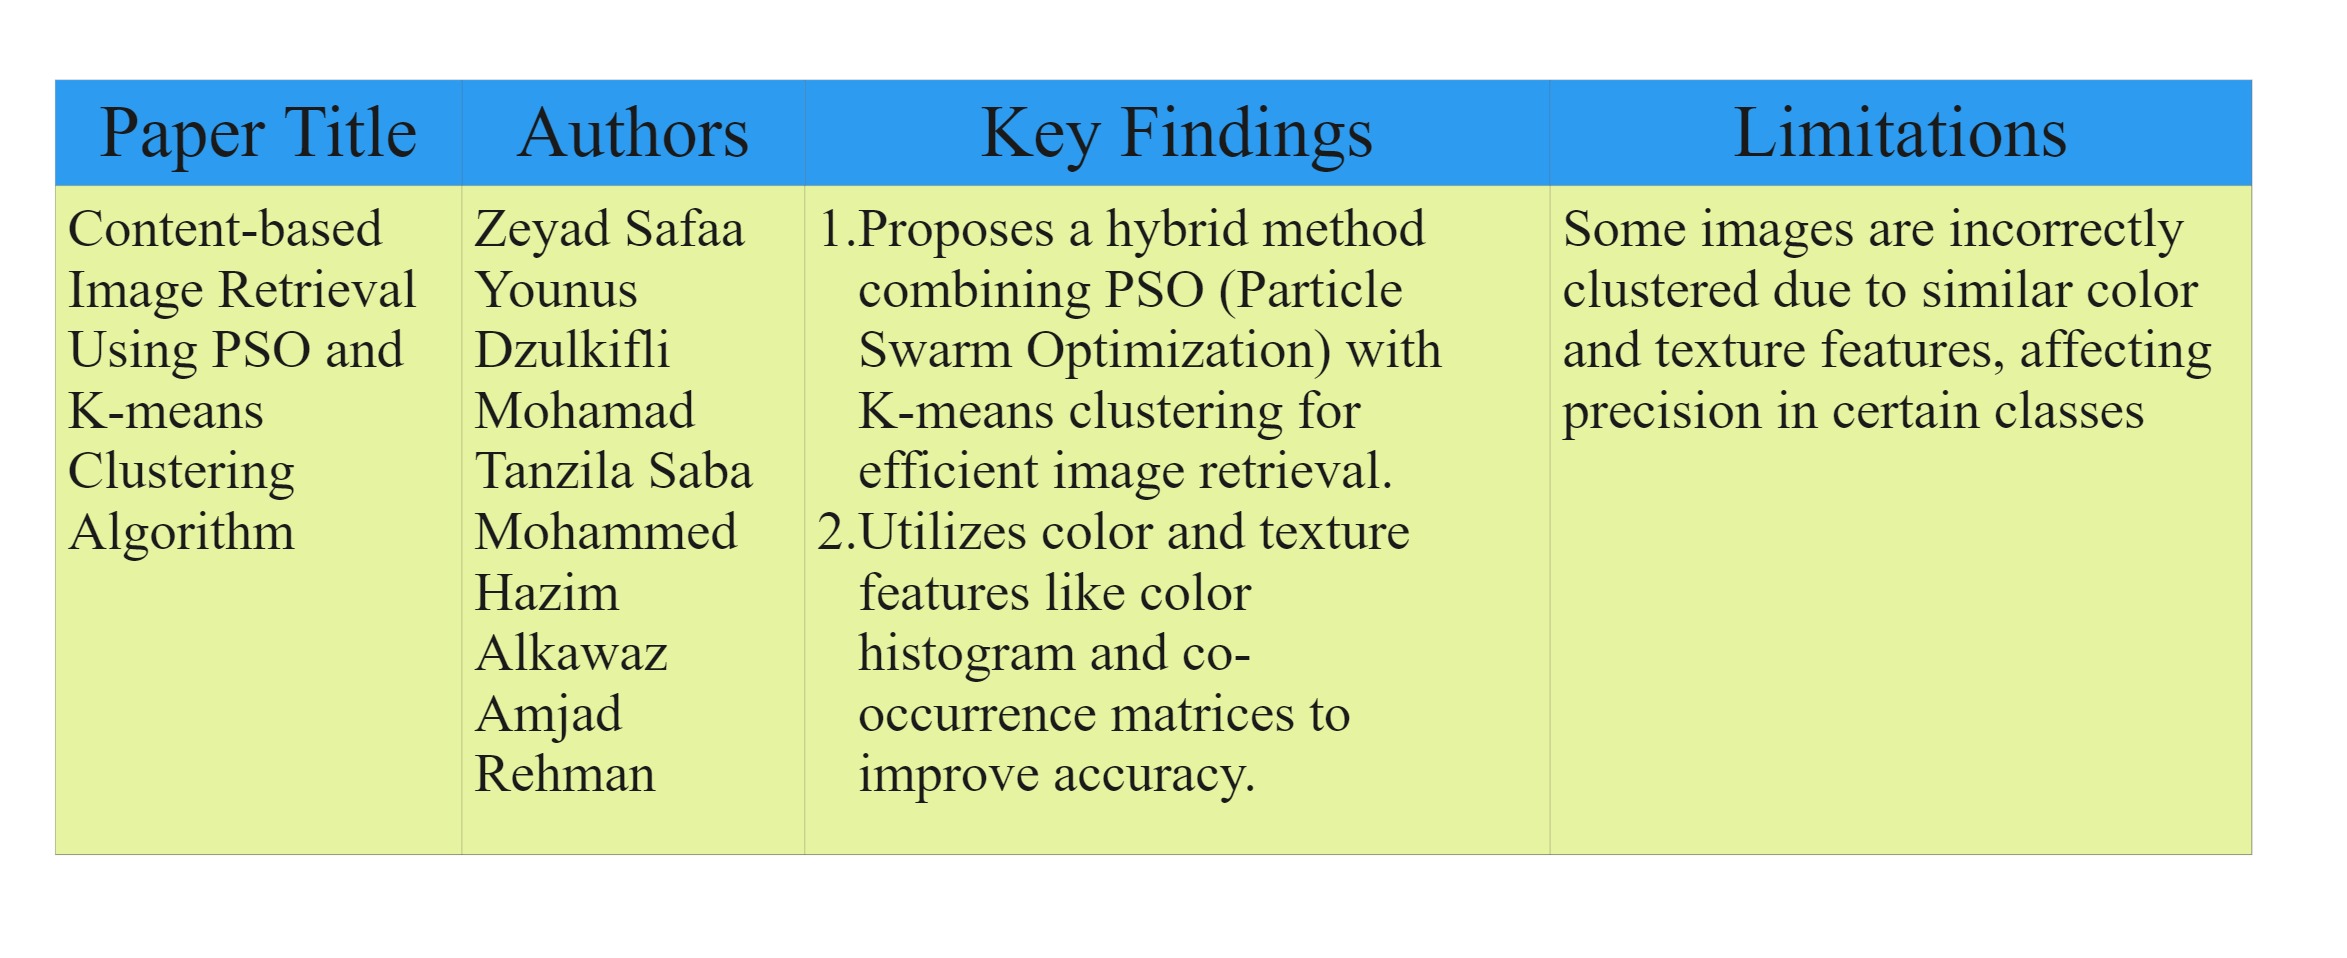 Paper Title
Authors
Key Findings
Limitations
Content-based
Image Retrieval
Using PSO and
K-means
Clustering
Algorithm
Zeyad Safaa
Younus
Dzulkifli
Mohamad
Tanzila Saba
Mohammed
Hazim
Alkawaz
Amjad
Rehman
1.Proposes a hybrid method
combining PSO (Particle
Swarm Optimization) with
K-means clustering for
efficient image retrieval.
2.Utilizes color and texture
features like color
histogram and co-
occurrence matrices to
improve accuracy.
Some images are incorrectly
clustered due to similar color
and texture features, affecting
precision in certain classes